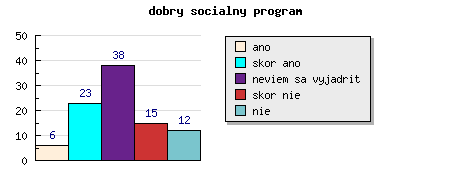 dobry socialny program
50
40
30
20
10
0
6
23
38
15
12
ano
skor ano
neviem sa vyjadrit
skor nie
nie